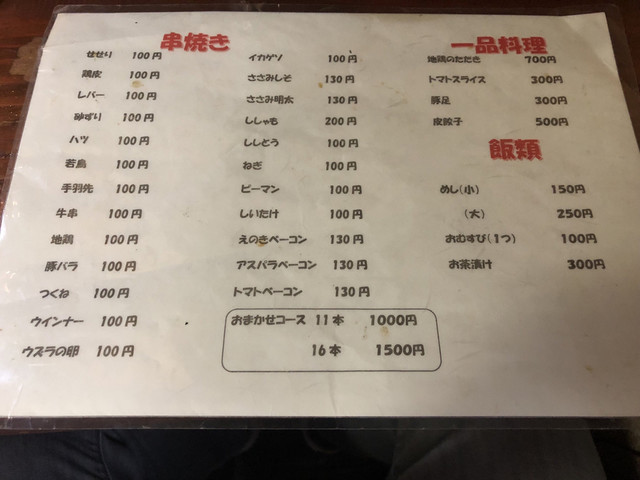 串焼き
せせり 100円
鶏皮 100円
レバー 100円
砂ずり 100円
ハツ 100円
若鳥 100円
手羽先 100円
牛串 100円
地鶏 100円
豚バラ 100円
つくね 100円
ウインナー 100円
ウズラの卵 100円
イカゲソ 100円
ささみしそ 130円
ささみ明太 130円
ししゃも 200円
ししとう 100円
ねぎ 100円
ピーマン 100円
しいたけ 100円
えのきベーコン 130円
アスパラベーコン 130円
トマトベーコン 130円
おまかせコース 11本 1000円
16本 1500円
一品料理
地鶏のたたき 700円
トマトスライス 300円
豚足 300円
皮餃子 500円
飯類
めし(小) 150円
(大) 250円
おむすび(1つ) 100円
お茶漬け 300円